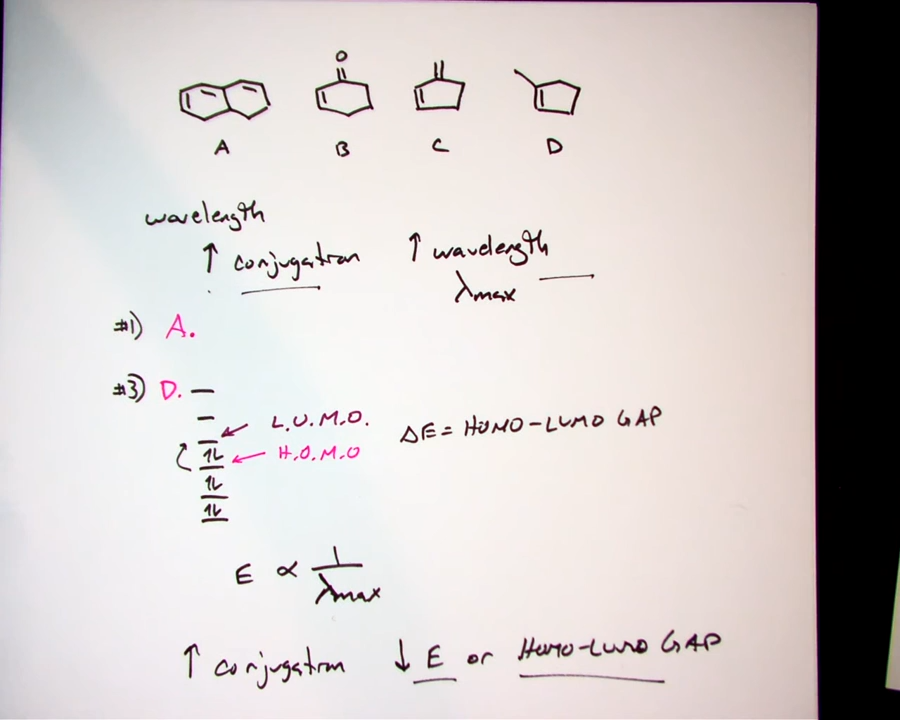 O
A B C D
wavelength
↑ conjugation ↑ wavelength
λmax
#1) A.
#3) D.
L.U.M.O.
H.O.M.O
ΔE = HOMO-LUMO GAP
E ∝ 1/λmax
↑ conjugation ↓ E or HOMO-LUMO GAP